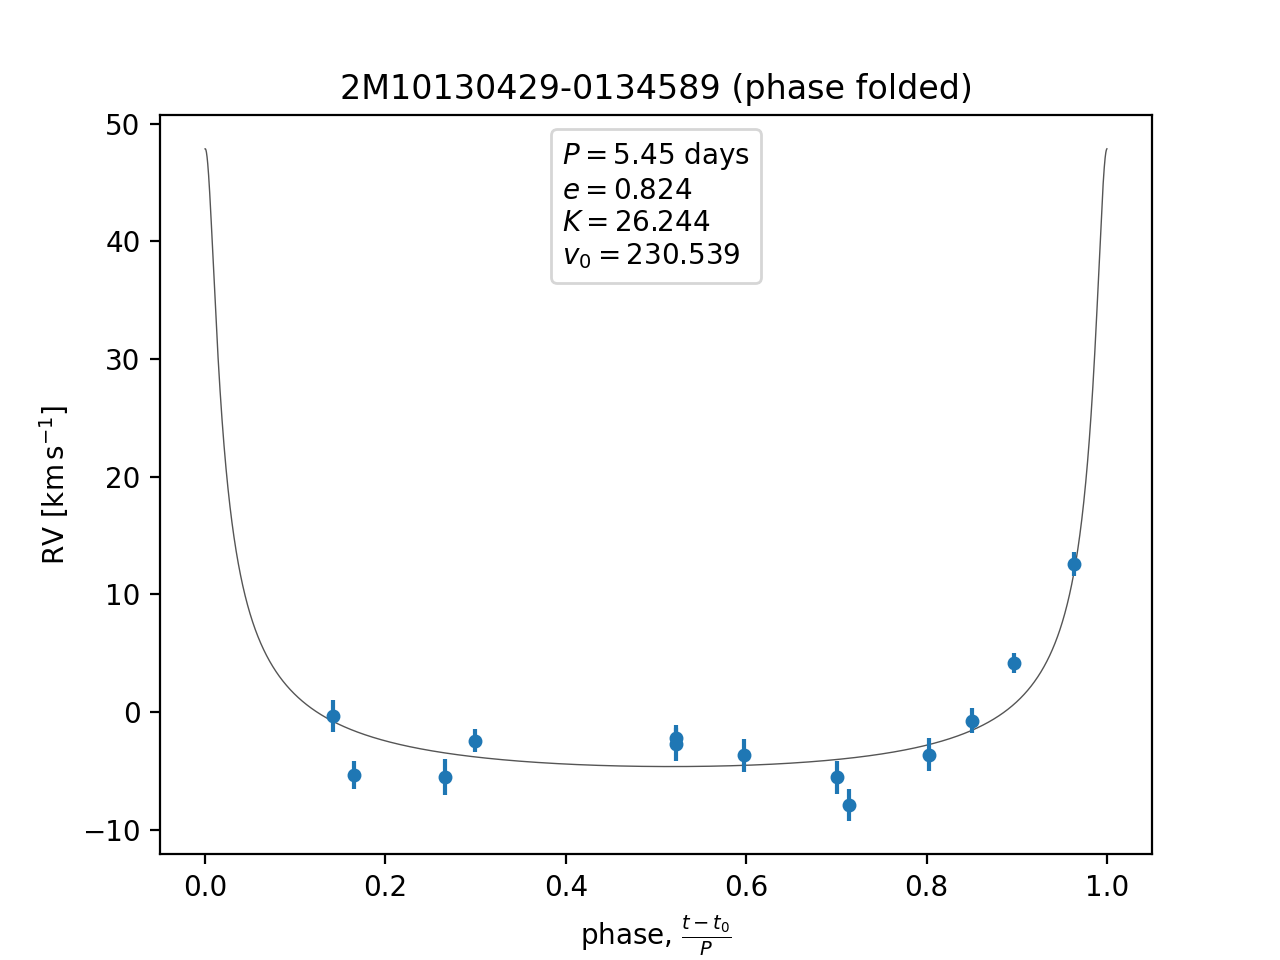 2M10130429-0134589 (phase folded)
P = 5.45 days
e = 0.824
K = 26.244
v₀ = 230.539
50
40
30
20
10
0
−10
RV [km s⁻¹]
0.0 0.2 0.4 0.6 0.8 1.0
phase, (t − t₀)/P